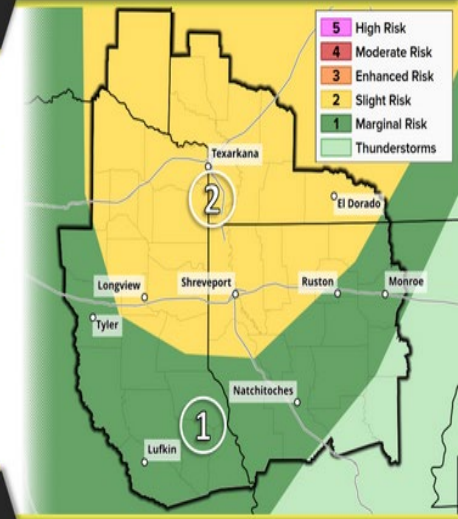 5 High Risk
4 Moderate Risk
3 Enhanced Risk
2 Slight Risk
1 Marginal Risk
Thunderstorms
Texarkana
2
El Dorado
Longview
Shreveport
Ruston
Monroe
Tyler
Natchitoches
1
Lufkin